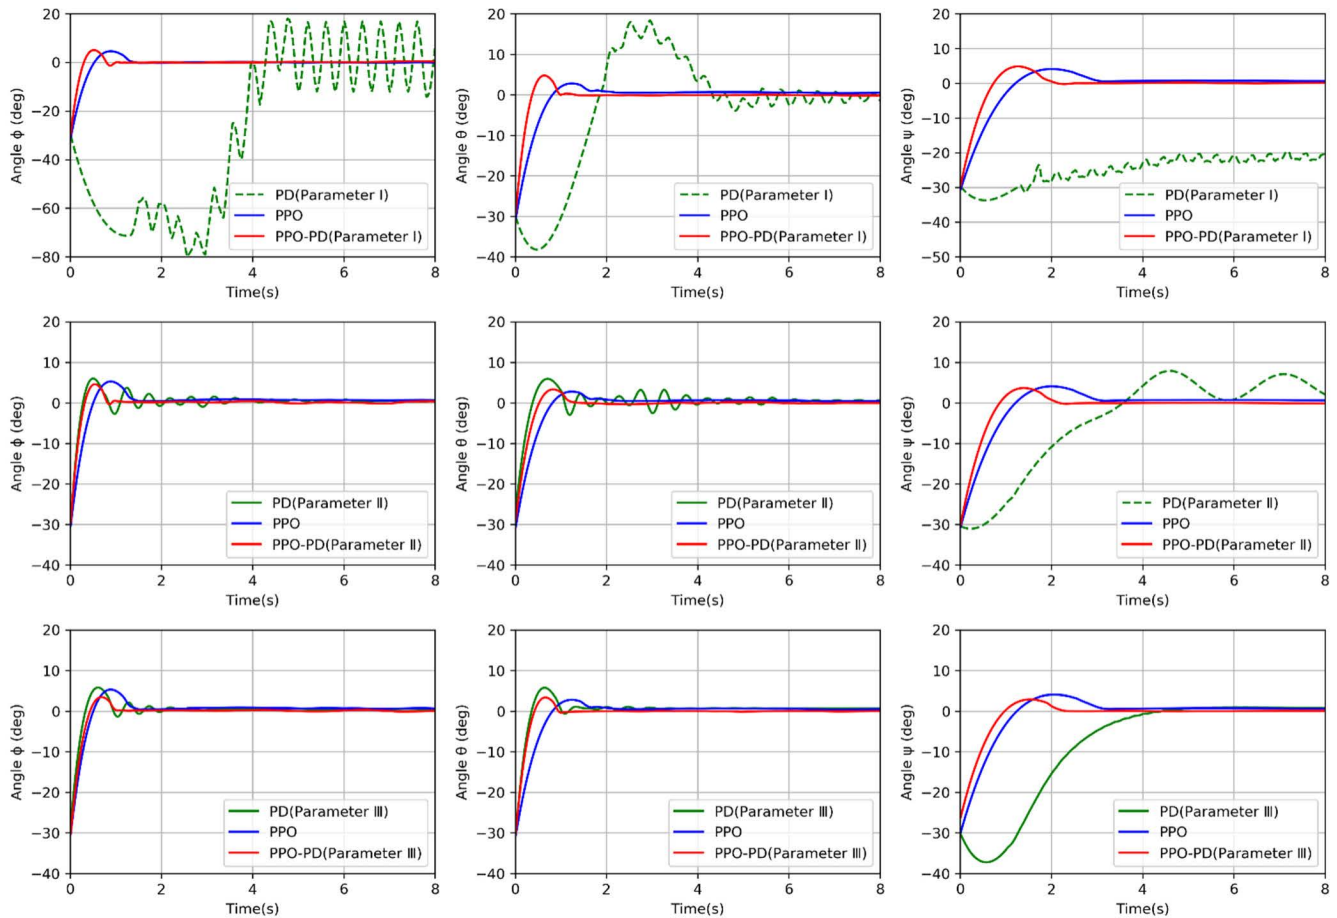 20
0
−20
−40
−60
−80
0 2 4 6 8
Angle ϕ (deg)
Time(s)
PD(Parameter Ⅰ)
PPO
PPO-PD(Parameter Ⅰ)
20
10
0
−10
−20
−30
−40
0 2 4 6 8
Angle θ (deg)
Time(s)
PD(Parameter Ⅰ)
PPO
PPO-PD(Parameter Ⅰ)
20
10
0
−10
−20
−30
−40
−50
0 2 4 6 8
Angle ψ (deg)
Time(s)
PD(Parameter Ⅰ)
PPO
PPO-PD(Parameter Ⅰ)
20
10
0
−10
−20
−30
−40
0 2 4 6 8
Angle ϕ (deg)
Time(s)
PD(Parameter Ⅱ)
PPO
PPO-PD(Parameter Ⅱ)
20
10
0
−10
−20
−30
−40
0 2 4 6 8
Angle θ (deg)
Time(s)
PD(Parameter Ⅱ)
PPO
PPO-PD(Parameter Ⅱ)
20
10
0
−10
−20
−30
−40
0 2 4 6 8
Angle ψ (deg)
Time(s)
PD(Parameter Ⅱ)
PPO
PPO-PD(Parameter Ⅱ)
20
10
0
−10
−20
−30
−40
0 2 4 6 8
Angle ϕ (deg)
Time(s)
PD(Parameter Ⅲ)
PPO
PPO-PD(Parameter Ⅲ)
20
10
0
−10
−20
−30
−40
0 2 4 6 8
Angle θ (deg)
Time(s)
PD(Parameter Ⅲ)
PPO
PPO-PD(Parameter Ⅲ)
20
10
0
−10
−20
−30
−40
0 2 4 6 8
Angle ψ (deg)
Time(s)
PD(Parameter Ⅲ)
PPO
PPO-PD(Parameter Ⅲ)